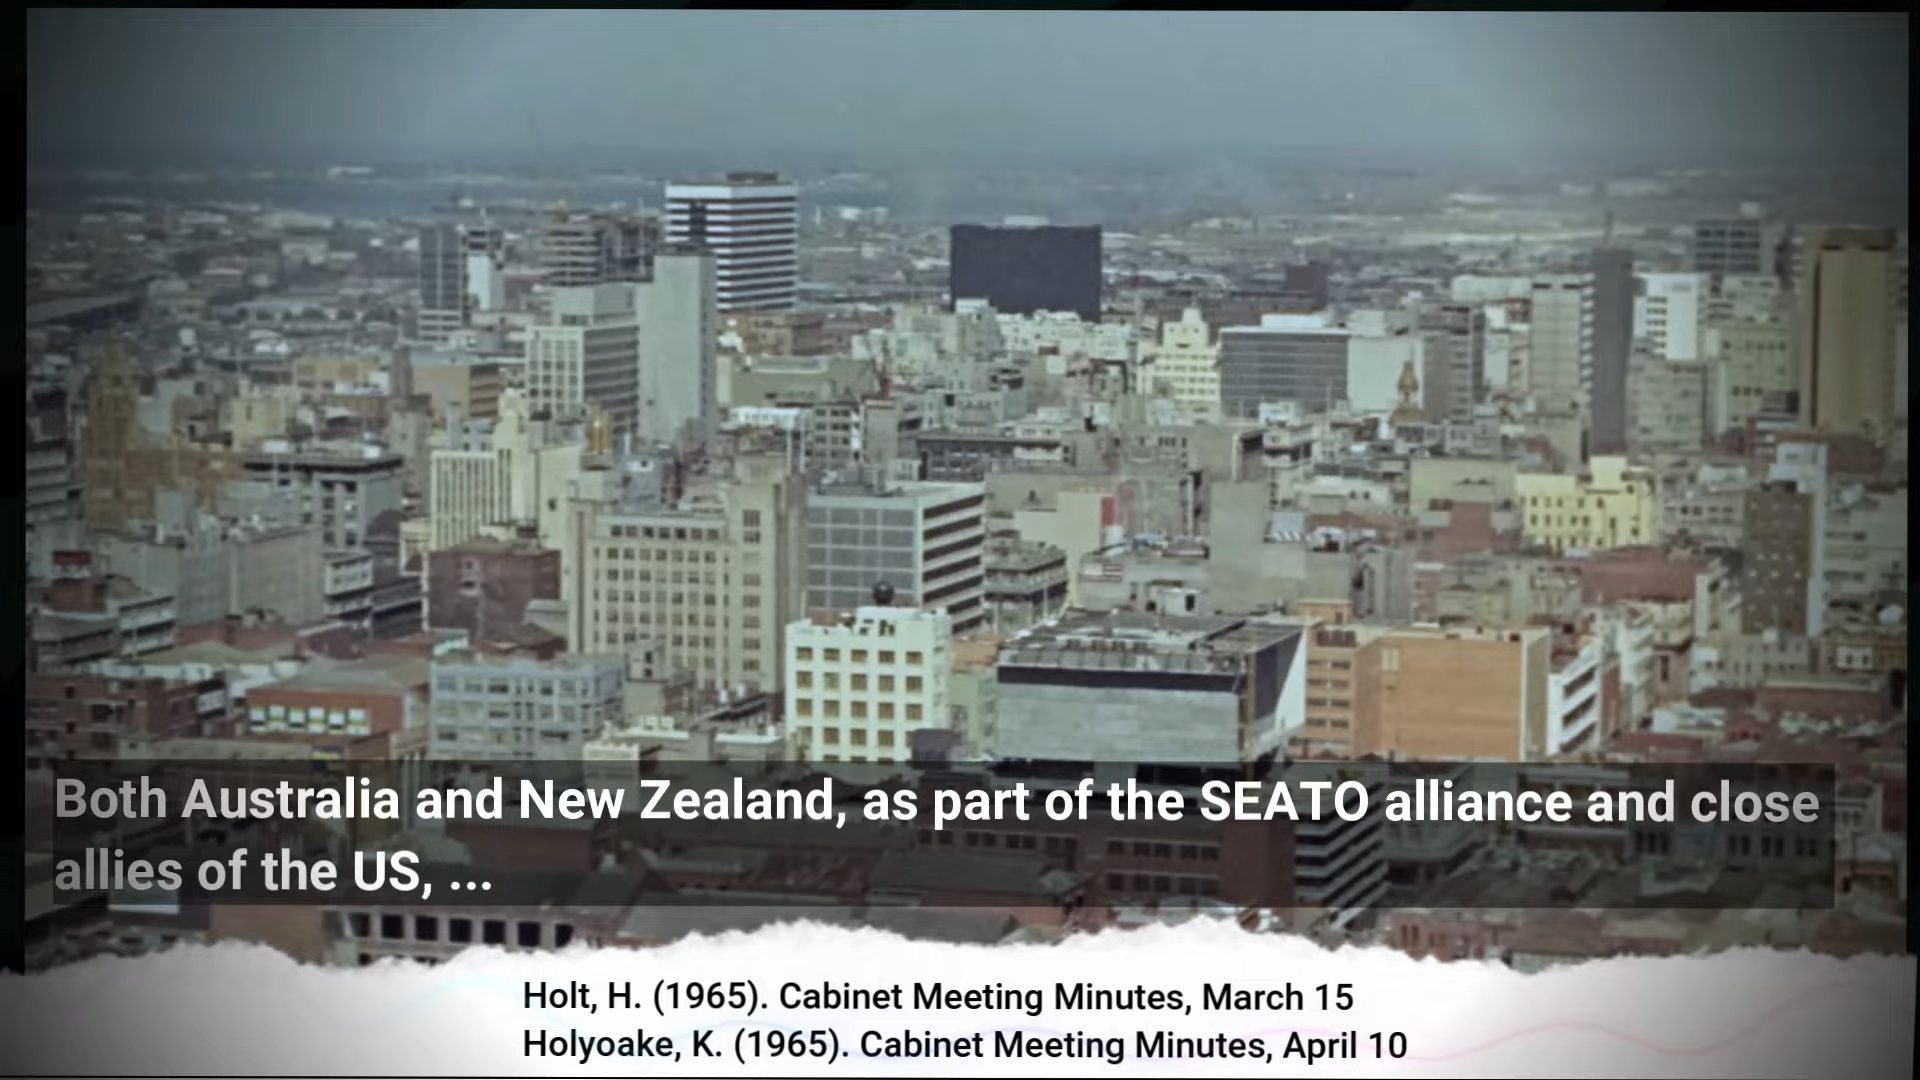 Both Australia and New Zealand, as part of the SEATO alliance and close
allies of the US, ...
Holt, H. (1965). Cabinet Meeting Minutes, March 15
Holyoake, K. (1965). Cabinet Meeting Minutes, April 10